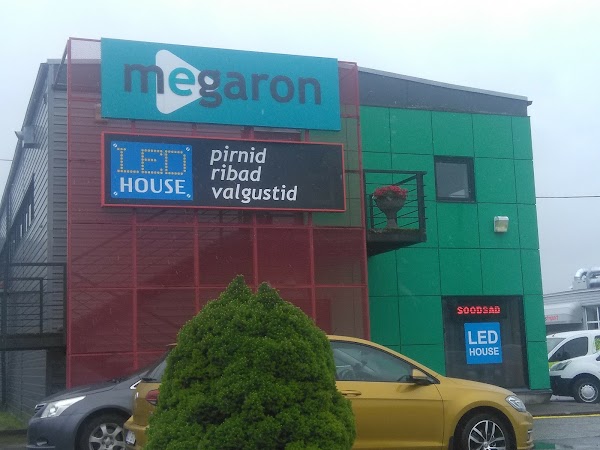 megaron
LED
HOUSE
pirnid
ribad
valgustid
SOODSAD
LED
HOUSE